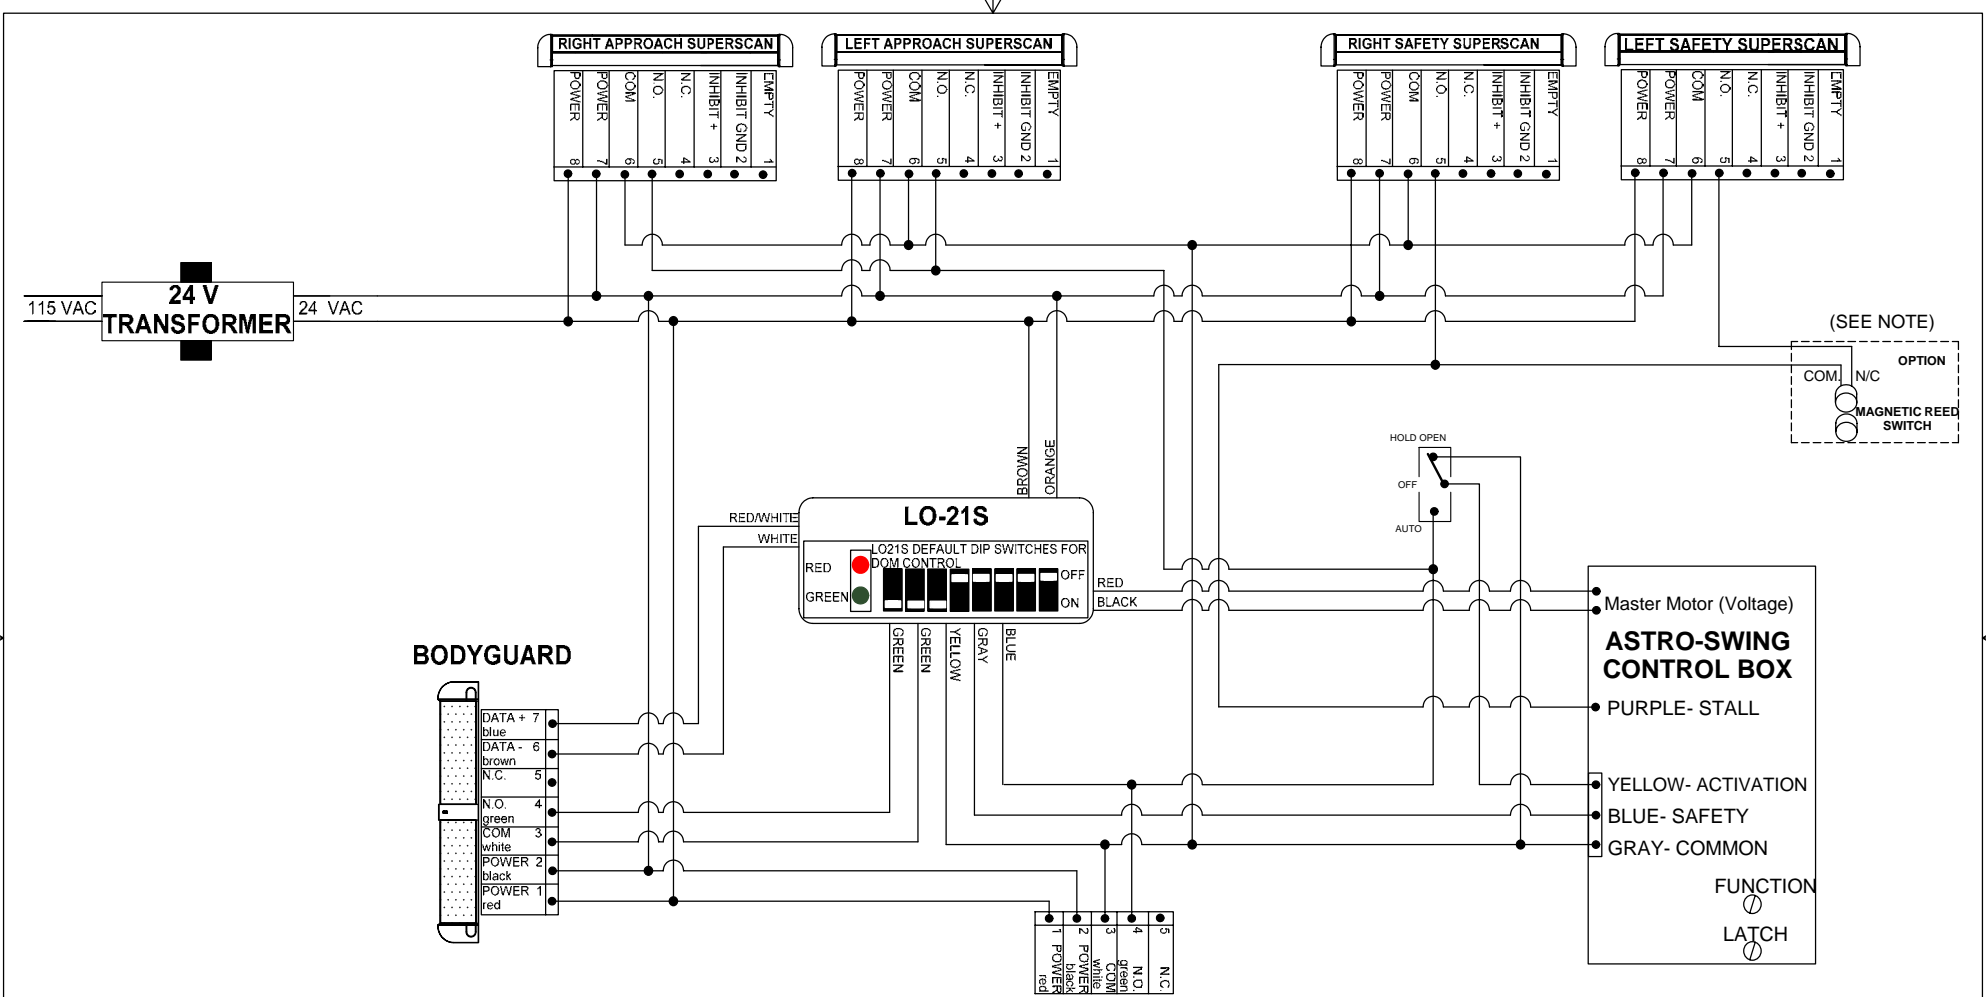 RIGHT APPROACH SUPERSCAN
POWER 8
POWER 7
COM 6
N.O. 5
N.C. 4
INHIBIT + 3
INHIBIT GND 2
EMPTY 1
LEFT APPROACH SUPERSCAN
POWER 8
POWER 7
COM 6
N.O. 5
N.C. 4
INHIBIT + 3
INHIBIT GND 2
EMPTY 1
RIGHT SAFETY SUPERSCAN
POWER 8
POWER 7
COM 6
N.O. 5
N.C. 4
INHIBIT + 3
INHIBIT GND 2
EMPTY 1
LEFT SAFETY SUPERSCAN
POWER 8
POWER 7
COM 6
N.O. 5
N.C. 4
INHIBIT + 3
INHIBIT GND 2
EMPTY 1
115 VAC
24 V
TRANSFORMER
24 VAC
(SEE NOTE)
OPTION
COM. N/C
MAGNETIC REED
SWITCH
HOLD OPEN
OFF
AUTO
BROWN
ORANGE
RED/WHITE
WHITE
LO-21S
LO21S DEFAULT DIP SWITCHES FOR
DOM CONTROL
RED
GREEN
OFF
ON
RED
BLACK
GREEN
GREEN
YELLOW
GRAY
BLUE
Master Motor (Voltage)
ASTRO-SWING
CONTROL BOX
PURPLE- STALL
YELLOW- ACTIVATION
BLUE- SAFETY
GRAY- COMMON
FUNCTION
LATCH
BODYGUARD
DATA + 7
blue
DATA - 6
brown
N.C. 5
N.O. 4
green
COM 3
white
POWER 2
black
POWER 1
red
1 POWER
red
2 POWER
black
3 COM
white
4 N.O.
green
5 N.C.